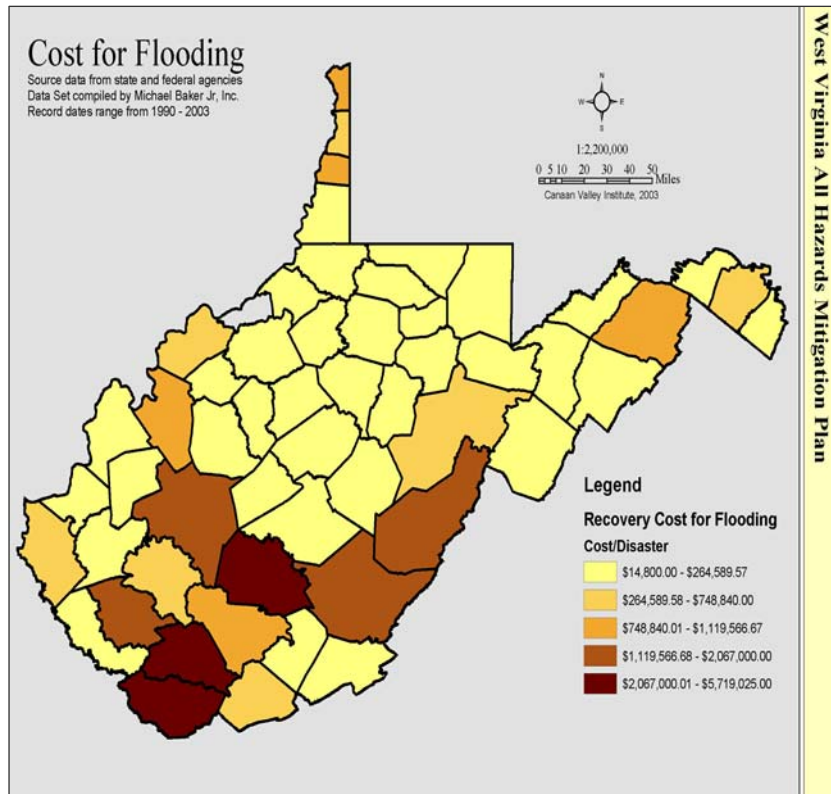 Cost for Flooding
Source data from state and federal agencies
Data Set compiled by Michael Baker Jr, Inc.
Record dates range from 1990 - 2003
N
W E
S
1:2,200,000
0 5 10 20 30 40 50
Miles
Canaan Valley Institute, 2003
Legend
Recovery Cost for Flooding
Cost/Disaster
$14,800.00 - $264,589.57
$264,589.58 - $748,840.00
$748,840.01 - $1,119,566.67
$1,119,566.68 - $2,067,000.00
$2,067,000.01 - $5,719,025.00
West Virginia All Hazards Mitigation Plan